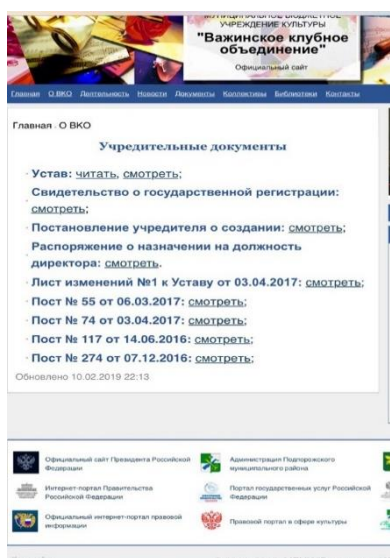 МУНИЦИПАЛЬНОЕ БЮДЖЕТНОЕ
УЧРЕЖДЕНИЕ КУЛЬТУРЫ
"Важинское клубное
объединение"
Официальный сайт
Главная О ВКО Деятельность Новости Документы Коллективы Библиотеки Контакты
Главная . О ВКО
Учредительные документы
· Устав: читать, смотреть;
Свидетельство о государственной регистрации:
· смотреть;
· Постановление учредителя о создании: смотреть;
Распоряжение о назначении на должность
· директора: смотреть.
· Лист изменений №1 к Уставу от 03.04.2017: смотреть;
· Пост № 55 от 06.03.2017: смотреть;
· Пост № 74 от 03.04.2017: смотреть;
· Пост № 117 от 14.06.2016: смотреть;
· Пост № 274 от 07.12.2016: смотреть;
Обновлено 10.02.2019 22:13
Официальный сайт Президента Российской
Федерации
Администрация Подпорожского
муниципального района
Интернет-портал Правительства
Российской Федерации
Портал государственных услуг Российской
Федерации
Официальный интернет-портал правовой
информации
Правовой портал в сфере культуры